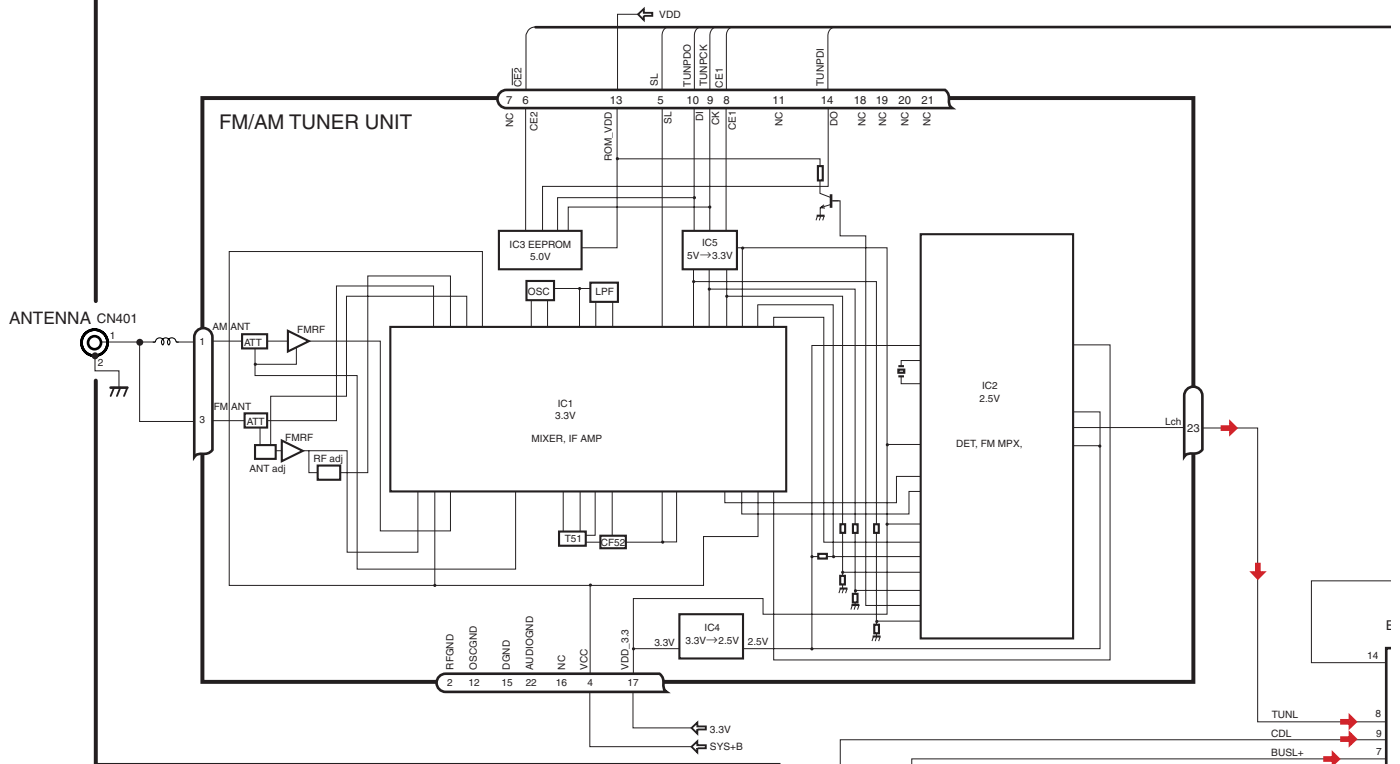 VDD
CE2
SL
TUNPDO
TUNPCK
CE1
TUNPDI
7 6 13 5 10 9 8 11 14 18 19 20 21
NC
CE2
ROM_VDD
SL
DI
CK
CE1
NC
DO
NC
NC
NC
NC
FM/AM TUNER UNIT
IC3 EEPROM
5.0V
IC5
5V→3.3V
OSC
LPF
ANTENNA CN401
1
2
1
3
AM ANT
ATT
FMRF
FM ANT
ATT
FMRF
ANT adj
RF adj
IC1
3.3V
MIXER, IF AMP
IC2
2.5V
DET, FM MPX,
Lch
23
T51
CF52
IC4
3.3V→2.5V
3.3V
2.5V
RFGND
OSCGND
DGND
AUDIOGND
NC
VCC
VDD_3.3
2 12 15 22 16 4 17
3.3V
SYS+B
14
TUNL 8
CDL 9
BUSL+ 7